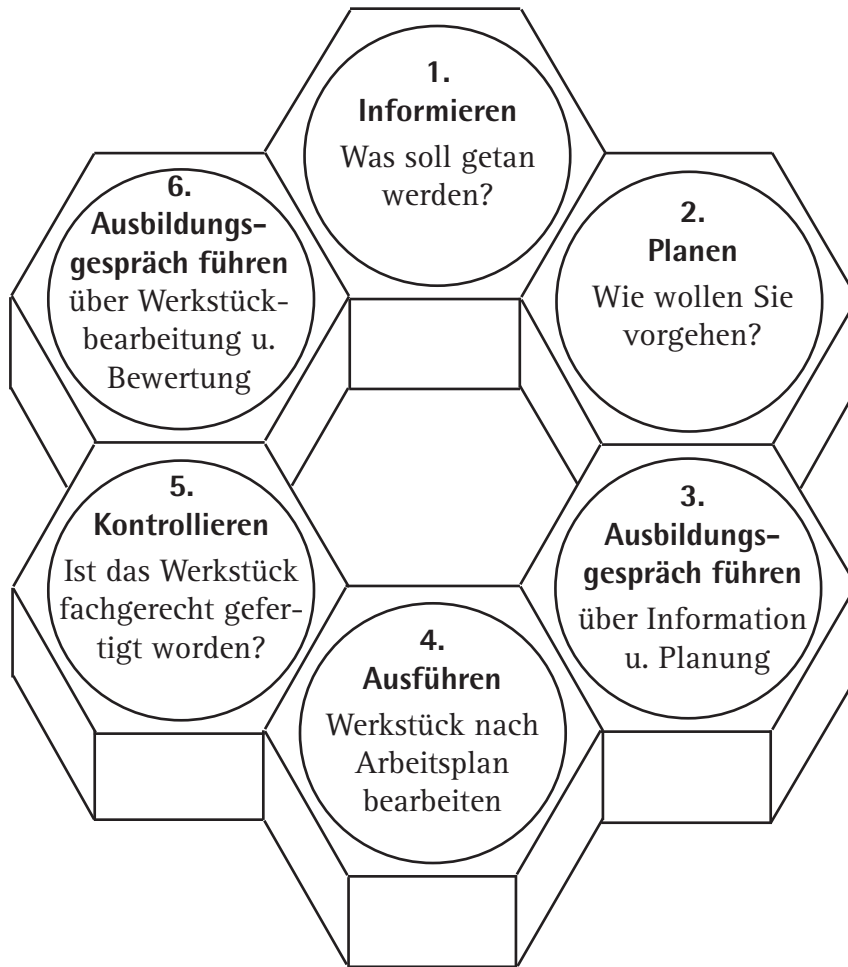 1.
Informieren
Was soll getan
werden?
2.
Planen
Wie wollen Sie
vorgehen?
3.
Ausbildungs-
gespräch führen
über Information
u. Planung
4.
Ausführen
Werkstück nach
Arbeitsplan
bearbeiten
5.
Kontrollieren
Ist das Werkstück
fachgerecht gefer-
tigt worden?
6.
Ausbildungs-
gespräch führen
über Werkstück-
bearbeitung u.
Bewertung